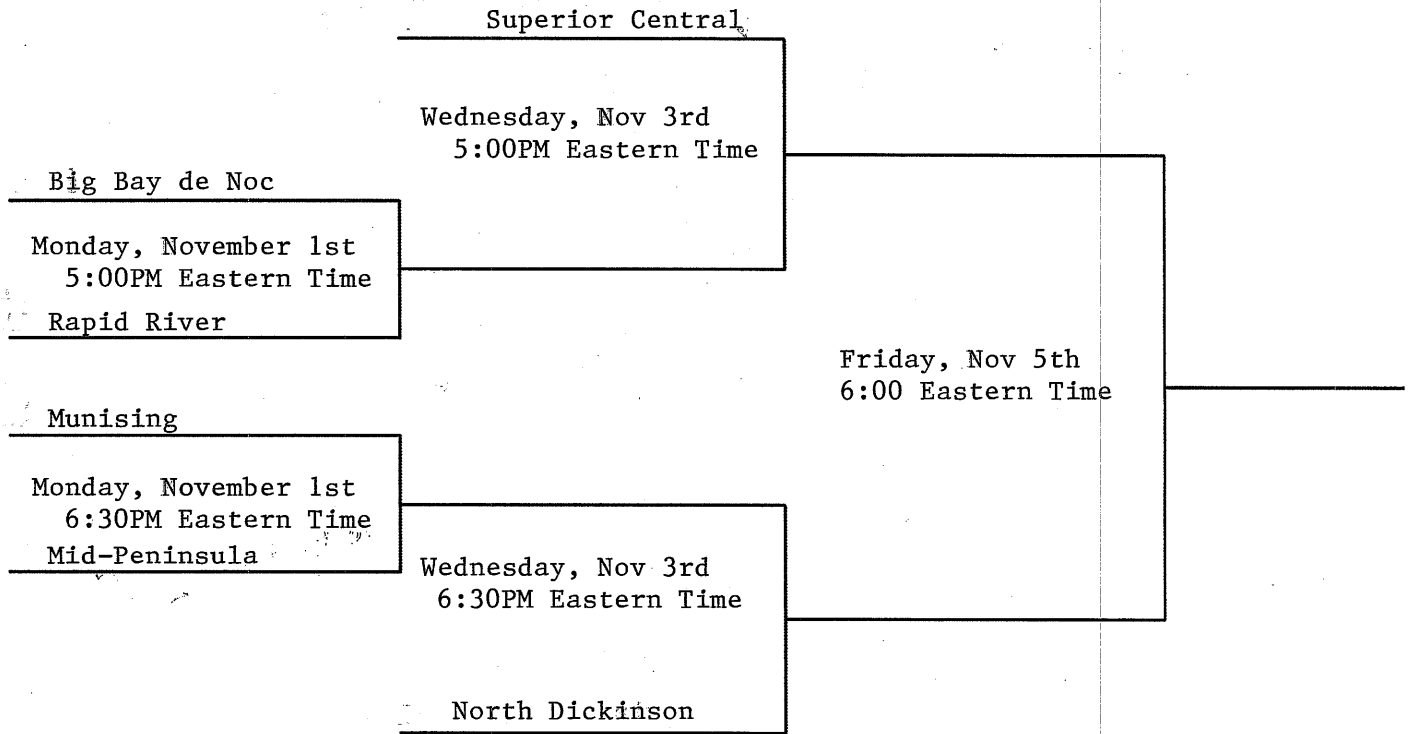 Superior Central
Wednesday, Nov 3rd
5:00PM Eastern Time
Big Bay de Noc
Monday, November 1st
5:00PM Eastern Time
Rapid River
Friday, Nov 5th
6:00 Eastern Time
Munising
Monday, November 1st
6:30PM Eastern Time
Mid-Peninsula
Wednesday, Nov 3rd
6:30PM Eastern Time
North Dickinson